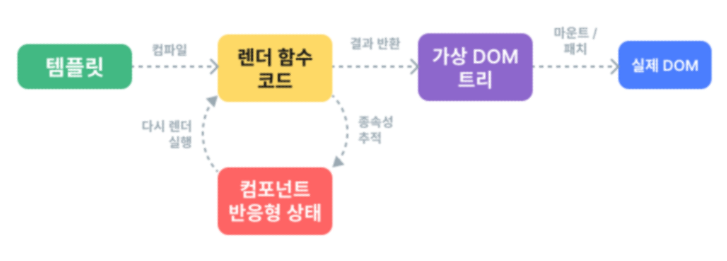 템플릿
컴파일
렌더 함수
코드
결과 반환
가상 DOM
트리
마운트 /
패치
실제 DOM
다시 렌더
실행
종속성
추적
컴포넌트
반응형 상태